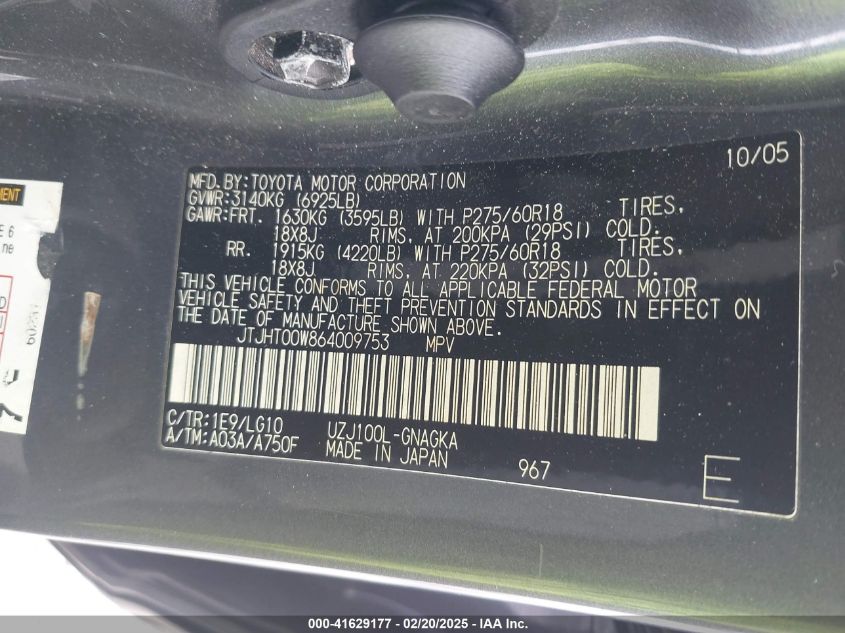 10/05
MFD. BY: TOYOTA MOTOR CORPORATION
GVWR: 3140KG (6925LB)
GAWR: FRT. 1630KG (3595LB) WITH P275/60R18 TIRES,
18X8J RIMS, AT 200KPA (29PSI) COLD.
RR. 1915KG (4220LB) WITH P275/60R18 TIRES,
18X8J RIMS, AT 220KPA (32PSI) COLD.
THIS VEHICLE CONFORMS TO ALL APPLICABLE FEDERAL MOTOR
VEHICLE SAFETY AND THEFT PREVENTION STANDARDS IN EFFECT ON
THE DATE OF MANUFACTURE SHOWN ABOVE.
JTJHT00W864009753 MPV
C/TR: 1E9/LG10 UZJ100L-GNAGKA
A/TM: A03A/A750F MADE IN JAPAN 967
E
000-41629177 - 02/20/2025 - IAA Inc.